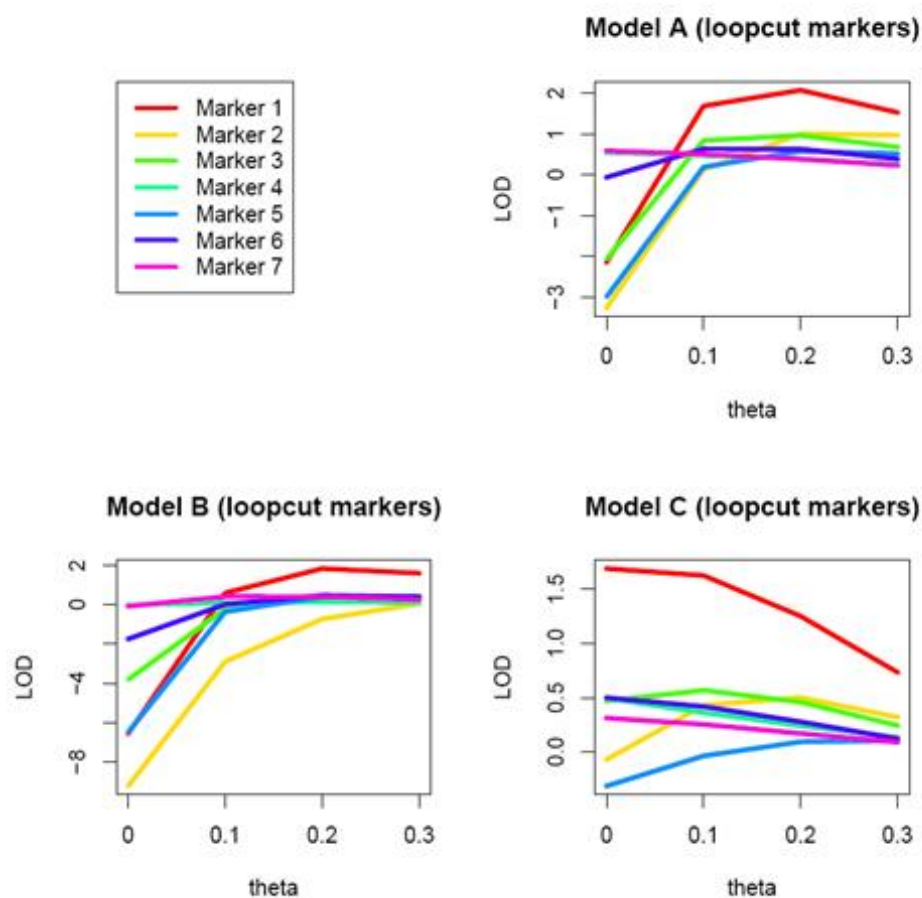 Model A (loopcut markers)
Marker 1
Marker 2
Marker 3
Marker 4
Marker 5
Marker 6
Marker 7
LOD
2
1
0
−1
−3
0 0.1 0.2 0.3
theta
Model B (loopcut markers)
LOD
2
0
−4
−8
0 0.1 0.2 0.3
theta
Model C (loopcut markers)
LOD
1.5
1.0
0.5
0.0
0 0.1 0.2 0.3
theta